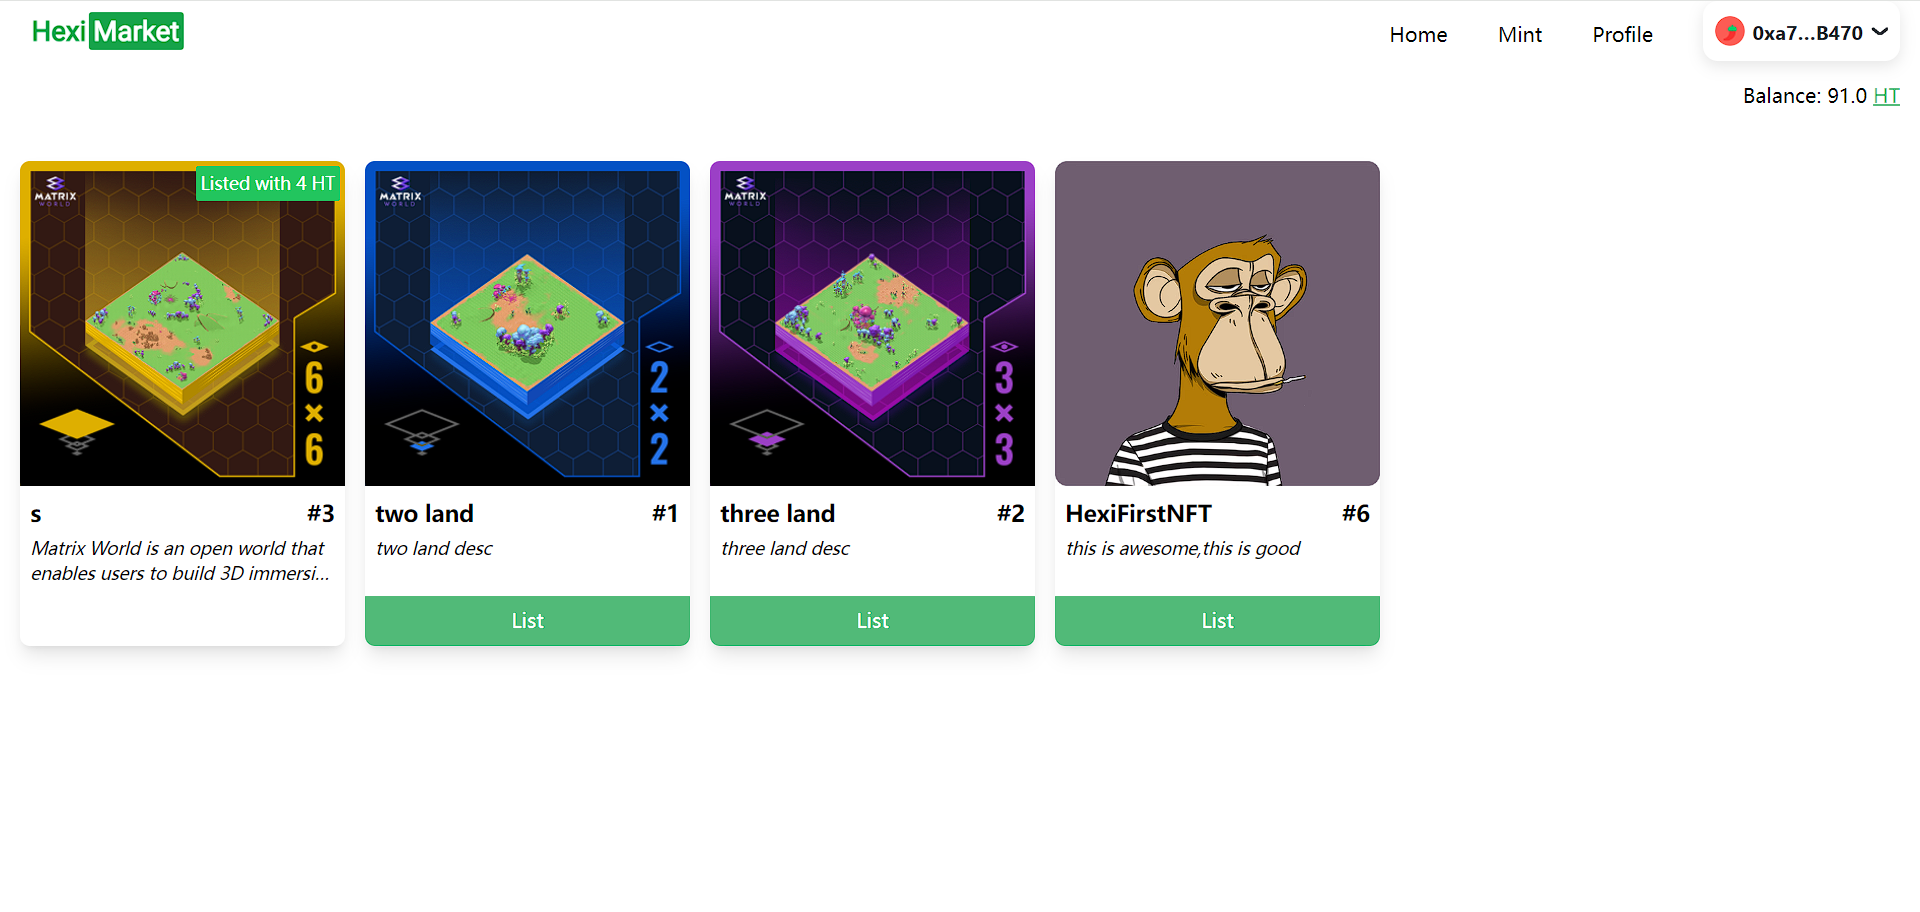 Hexi Market
Home Mint Profile 0xa7...B470
Balance: 91.0 HT
Listed with 4 HT
MATRIX
WORLD
6
×
6
MATRIX
WORLD
2
×
2
MATRIX
WORLD
3
×
3
s #3
Matrix World is an open world that
enables users to build 3D immersi...
two land #1
two land desc
List
three land #2
three land desc
List
HexiFirstNFT #6
this is awesome,this is good
List